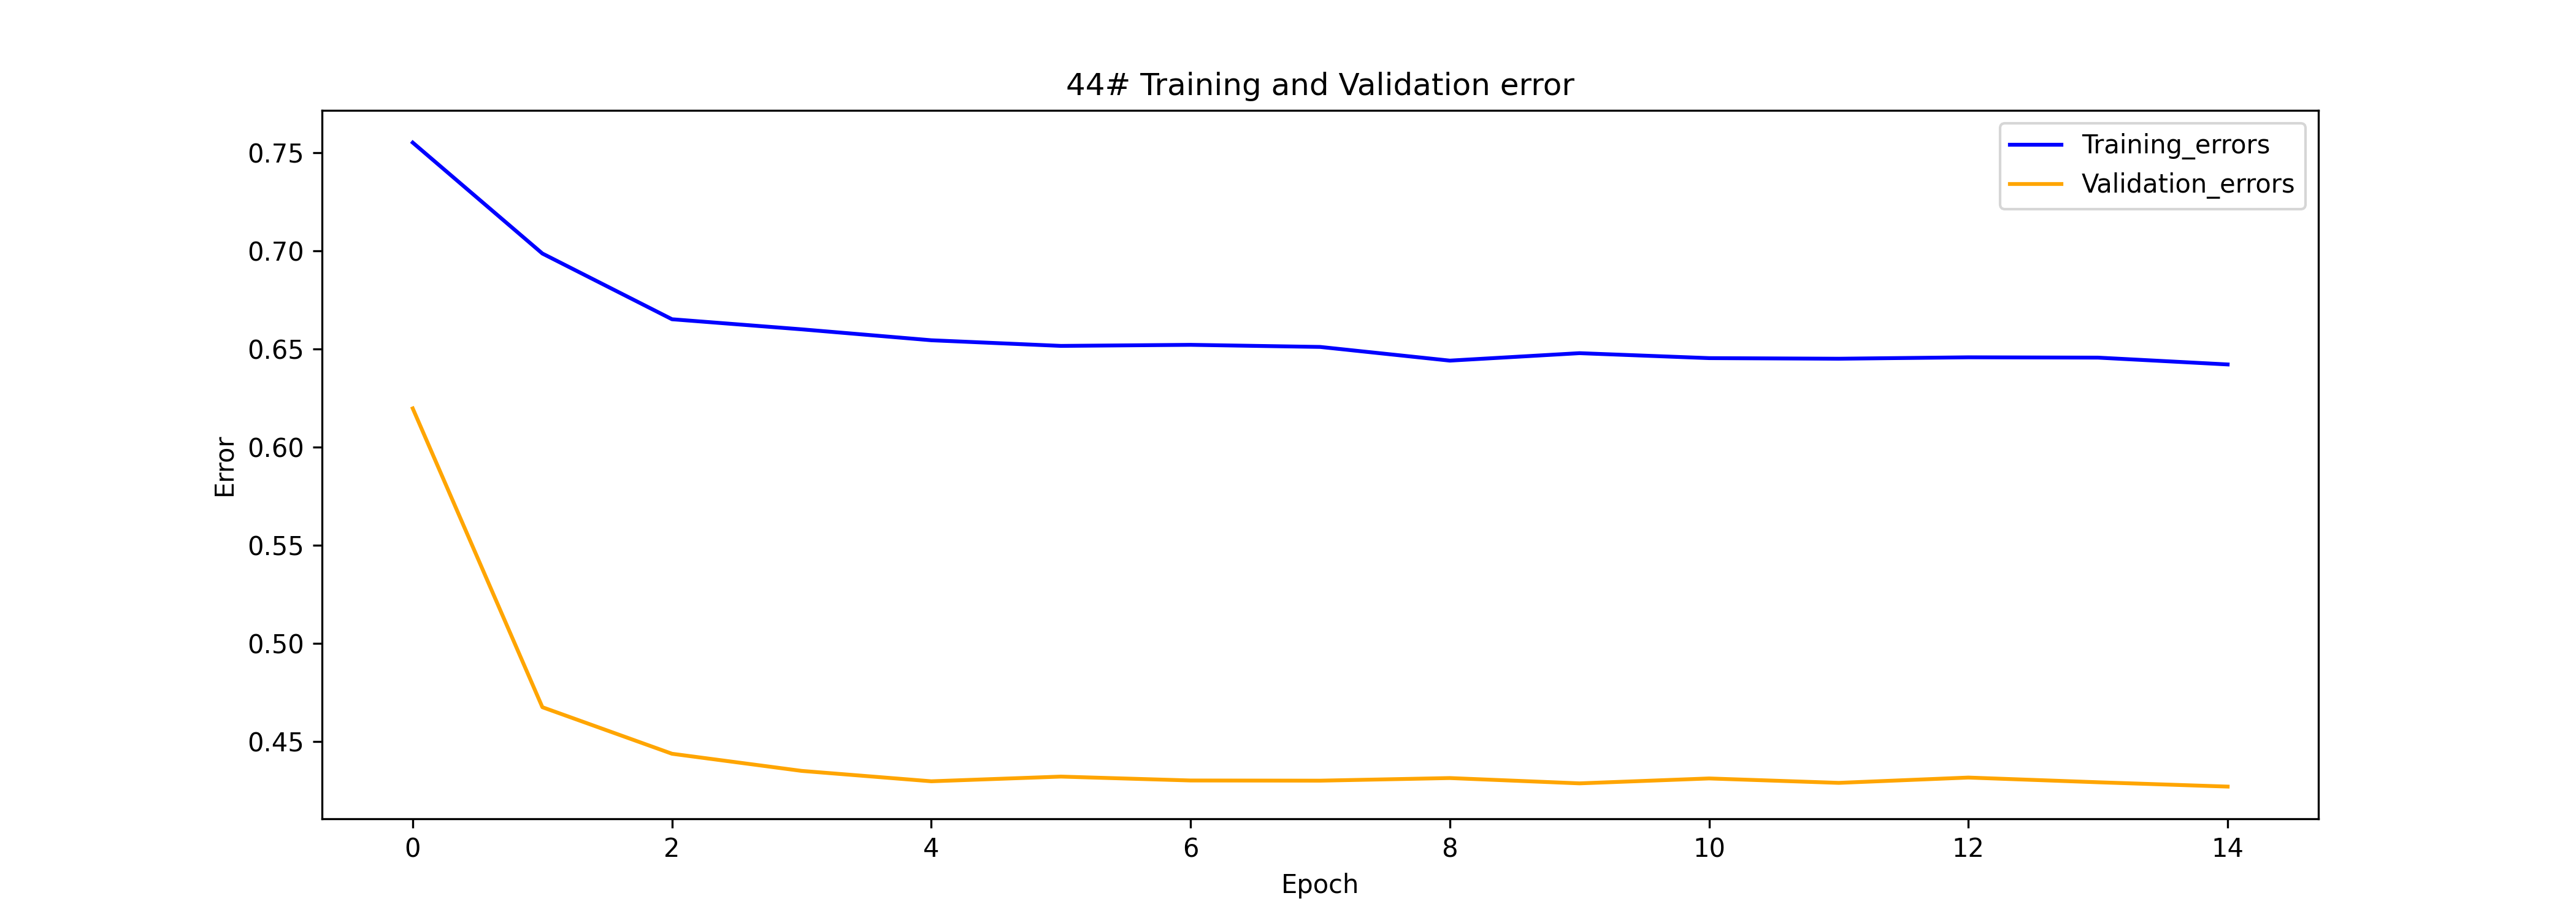 44# Training and Validation error
Training_errors
Validation_errors
0.75
0.70
0.65
0.60
0.55
0.50
0.45
Error
0 2 4 6 8 10 12 14
Epoch